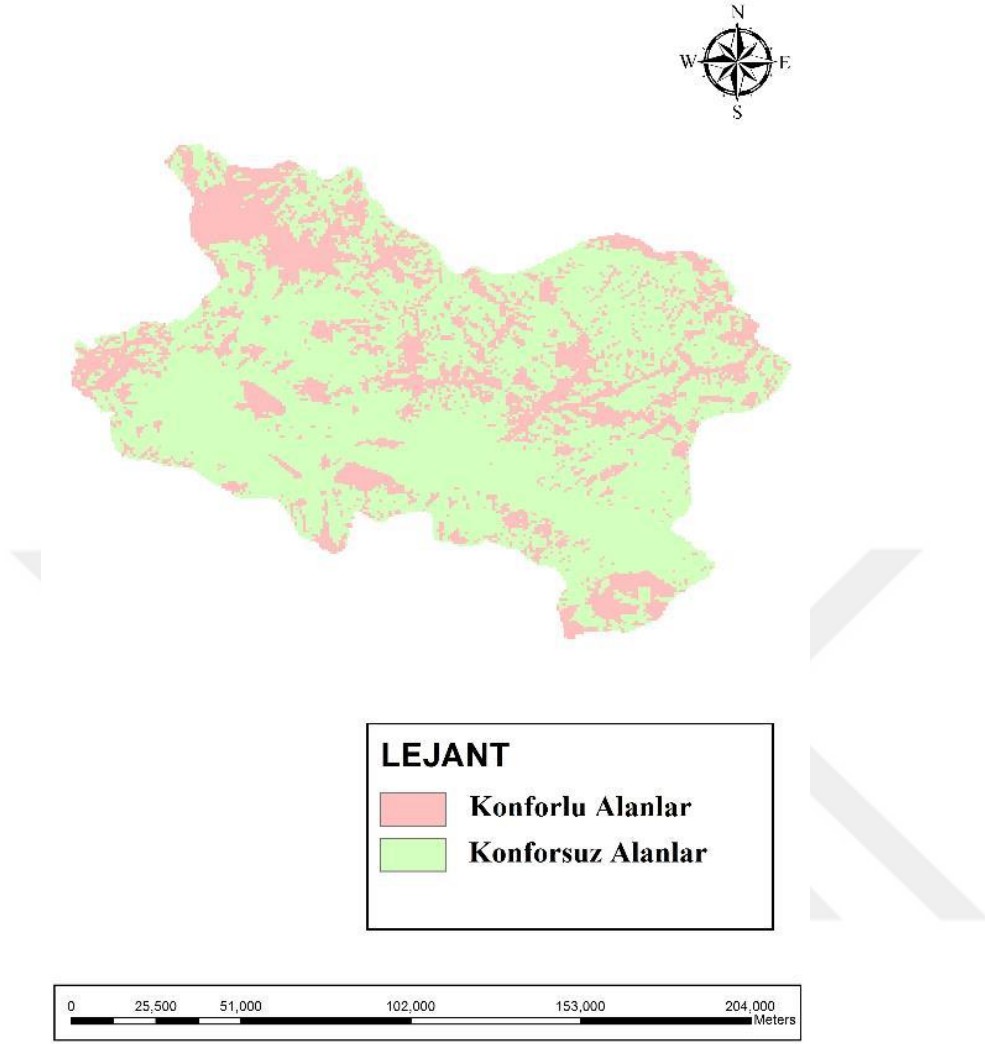 N
W E
S
LEJANT
Konforlu Alanlar
Konforsuz Alanlar
0 25,500 51,000 102,000 153,000 204,000
Meters